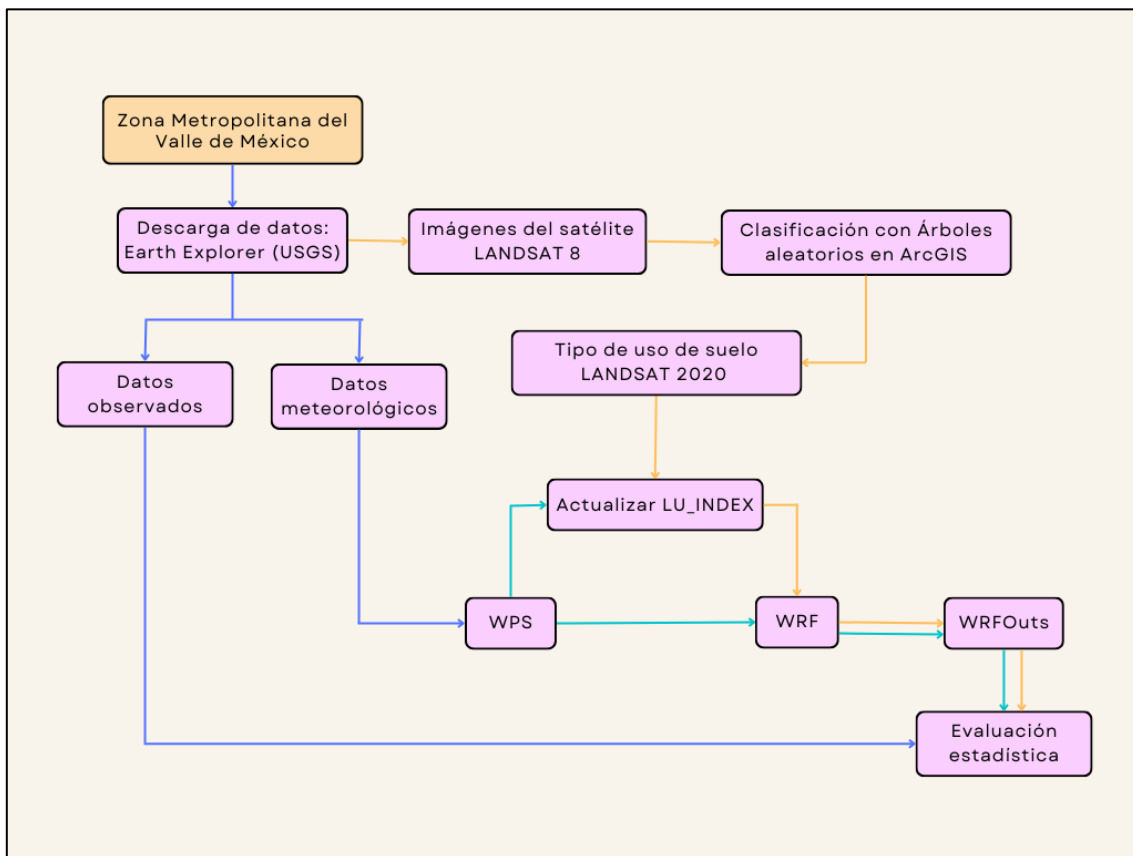 Zona Metropolitana del
Valle de México
Descarga de datos:
Earth Explorer (USGS)
Imágenes del satélite
LANDSAT 8
Clasificación con Árboles
aleatorios en ArcGIS
Tipo de uso de suelo
LANDSAT 2020
Datos
observados
Datos
meteorológicos
Actualizar LU_INDEX
WPS
WRF
WRFOuts
Evaluación
estadística